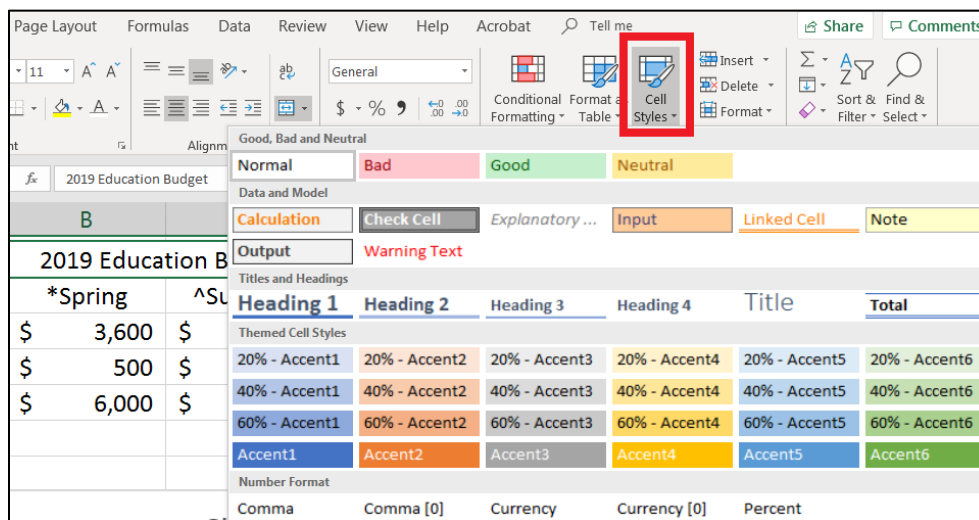 Page Layout Formulas Data Review View Help Acrobat Tell me Share Comments
11 A A ab General Insert
$ % 9 .00 .00 Conditional Format as Cell Delete Sort & Find &
Formatting Table Styles Format Filter Select
Alignm
Good, Bad and Neutral
fx 2019 Education Budget
Normal Bad Good Neutral
Data and Model
B
Calculation Check Cell Explanatory ... Input Linked Cell Note
2019 Education B
Output Warning Text
Titles and Headings
*Spring ^Su
Heading 1 Heading 2 Heading 3 Heading 4 Title Total
Themed Cell Styles
$ 3,600 $
20% - Accent1 20% - Accent2 20% - Accent3 20% - Accent4 20% - Accent5 20% - Accent6
$ 500 $
40% - Accent1 40% - Accent2 40% - Accent3 40% - Accent4 40% - Accent5 40% - Accent6
$ 6,000 $
60% - Accent1 60% - Accent2 60% - Accent3 60% - Accent4 60% - Accent5 60% - Accent6
Accent1 Accent2 Accent3 Accent4 Accent5 Accent6
Number Format
Comma Comma [0] Currency Currency [0] Percent